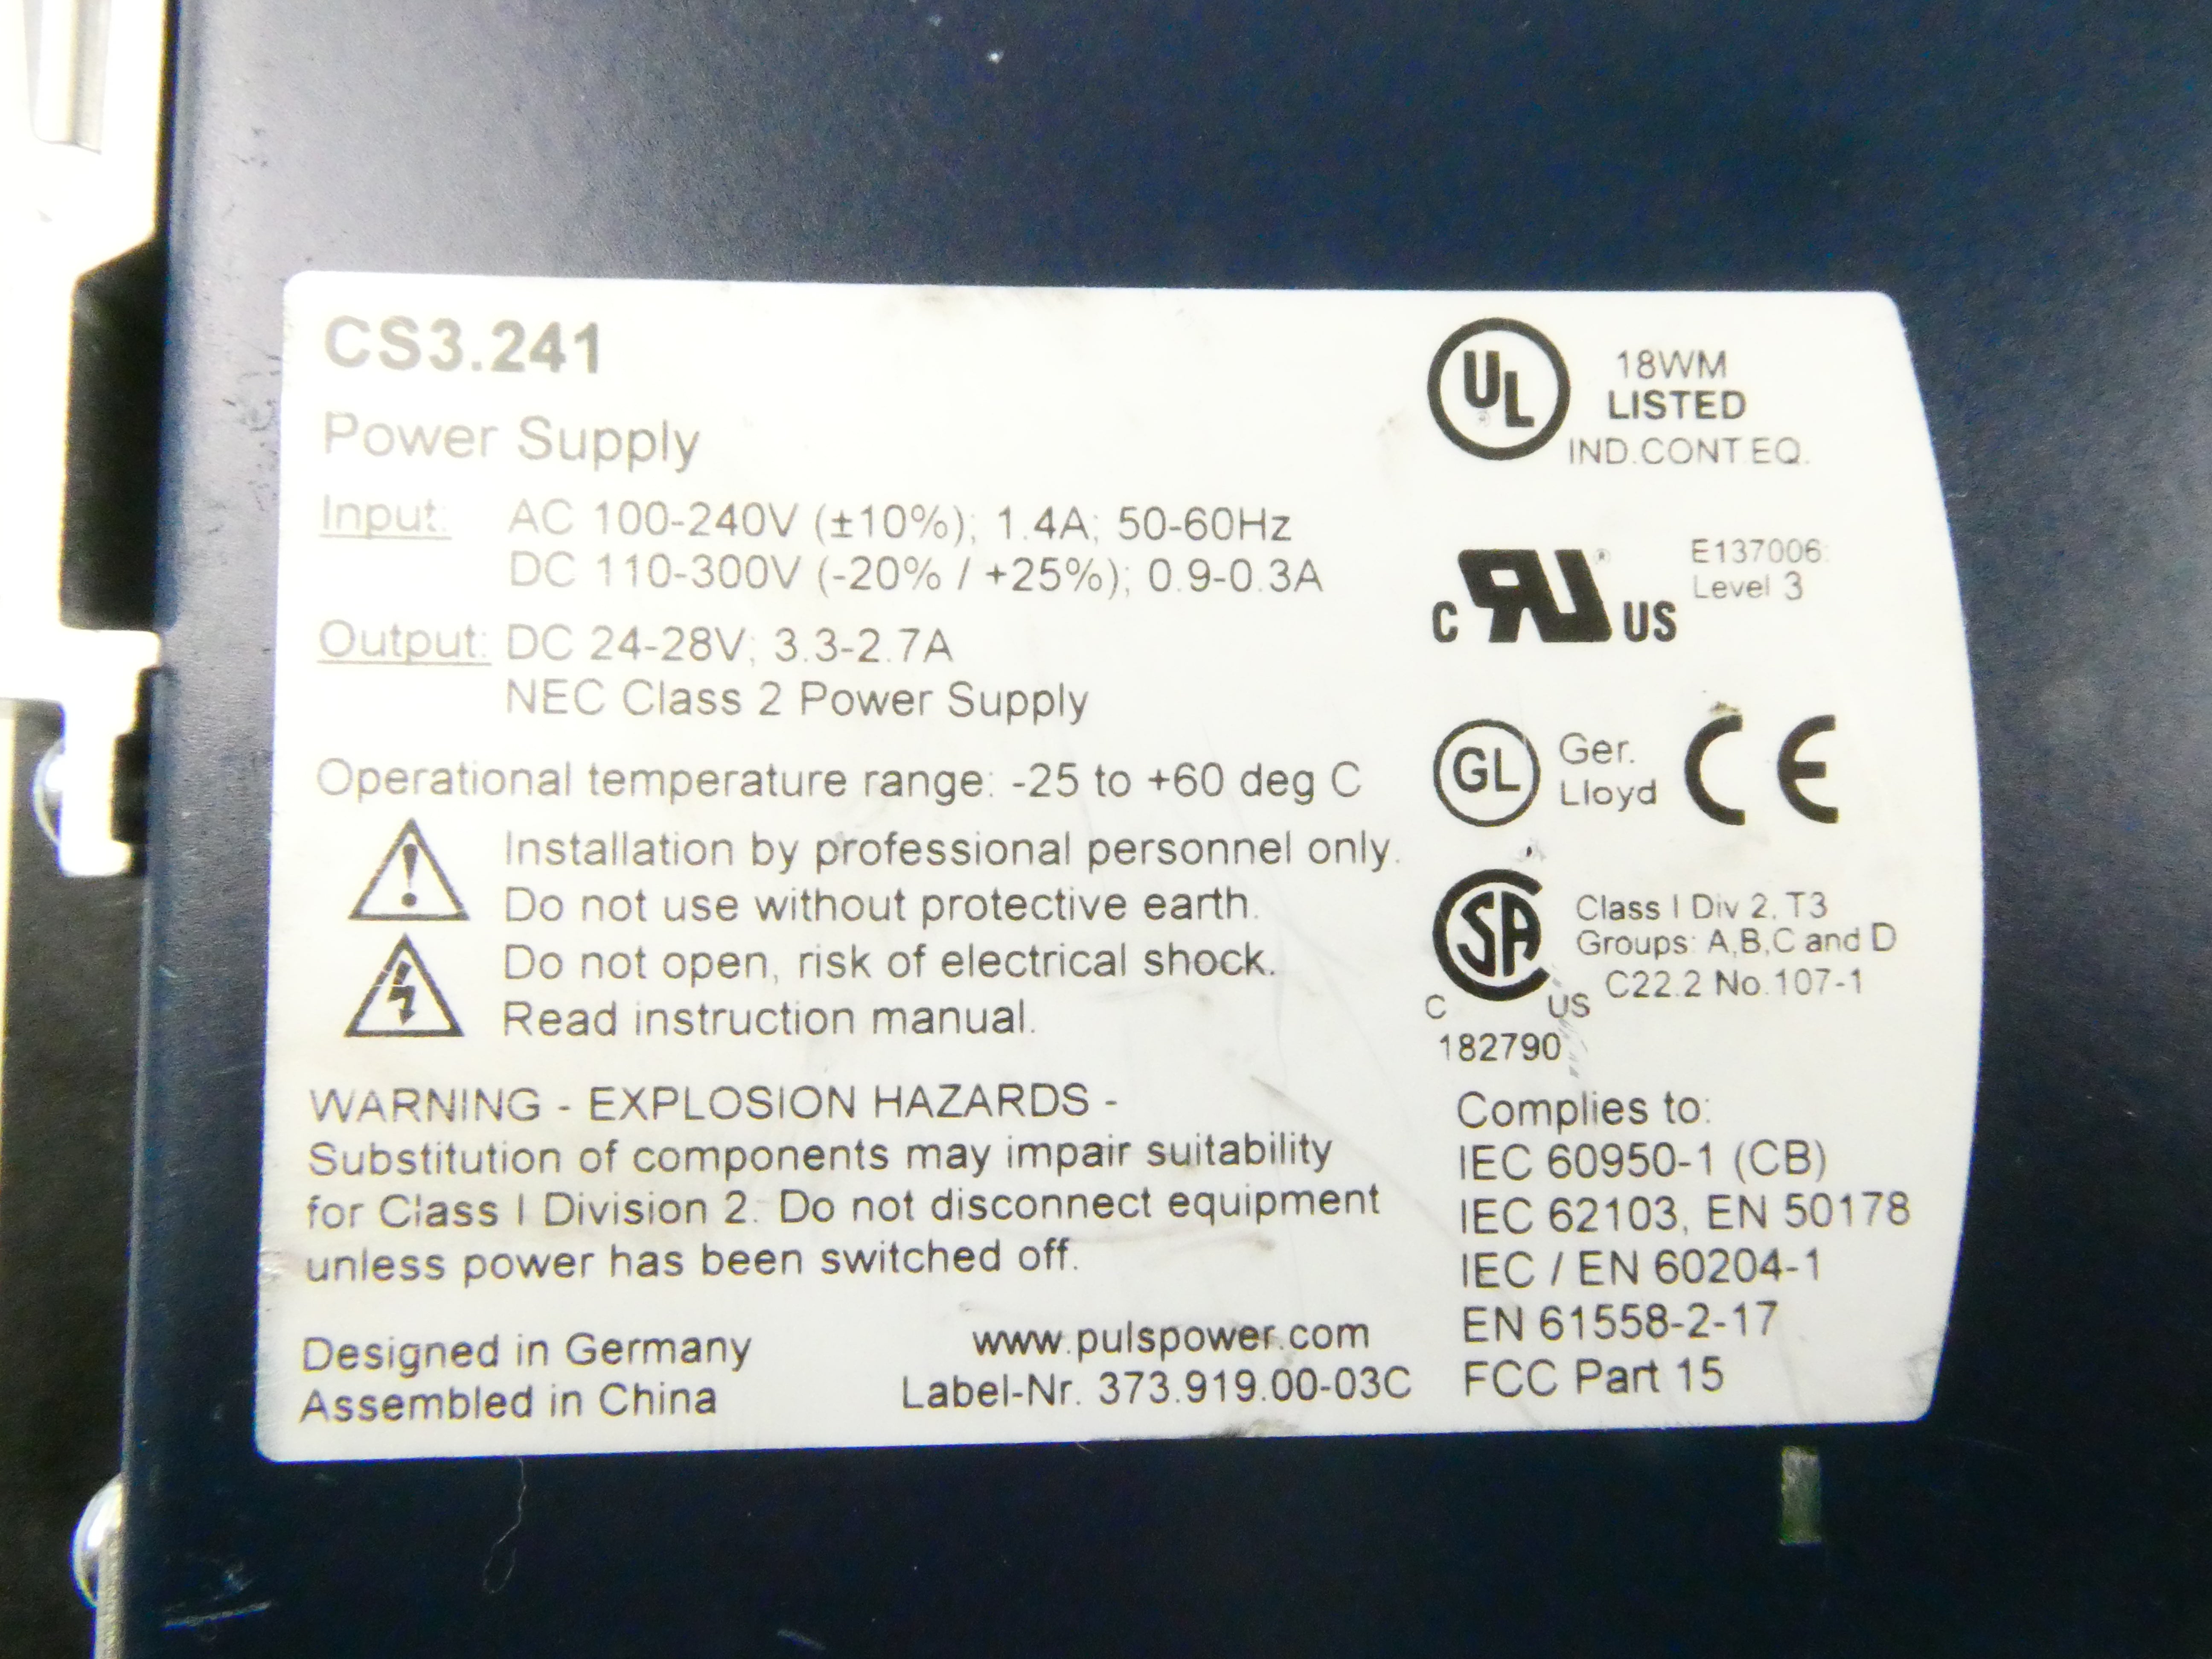 CS3.241
Power Supply
Input: AC 100-240V (±10%); 1.4A; 50-60Hz
DC 110-300V (-20% / +25%); 0.9-0.3A
Output: DC 24-28V; 3.3-2.7A
NEC Class 2 Power Supply
Operational temperature range: -25 to +60 deg C
Installation by professional personnel only.
Do not use without protective earth.
Do not open, risk of electrical shock.
Read instruction manual.
WARNING - EXPLOSION HAZARDS -
Substitution of components may impair suitability
for Class I Division 2. Do not disconnect equipment
unless power has been switched off.
Designed in Germany
Assembled in China
www.pulspower.com
Label-Nr. 373.919.00-03C
UL ®
18WM
LISTED
IND.CONT.EQ.
C RU ® US
E137006:
Level 3
GL
Ger.
Lloyd
CE
C SA US
182790
Class I Div 2, T3
Groups: A,B,C and D
C22.2 No.107-1
Complies to:
IEC 60950-1 (CB)
IEC 62103, EN 50178
IEC / EN 60204-1
EN 61558-2-17
FCC Part 15